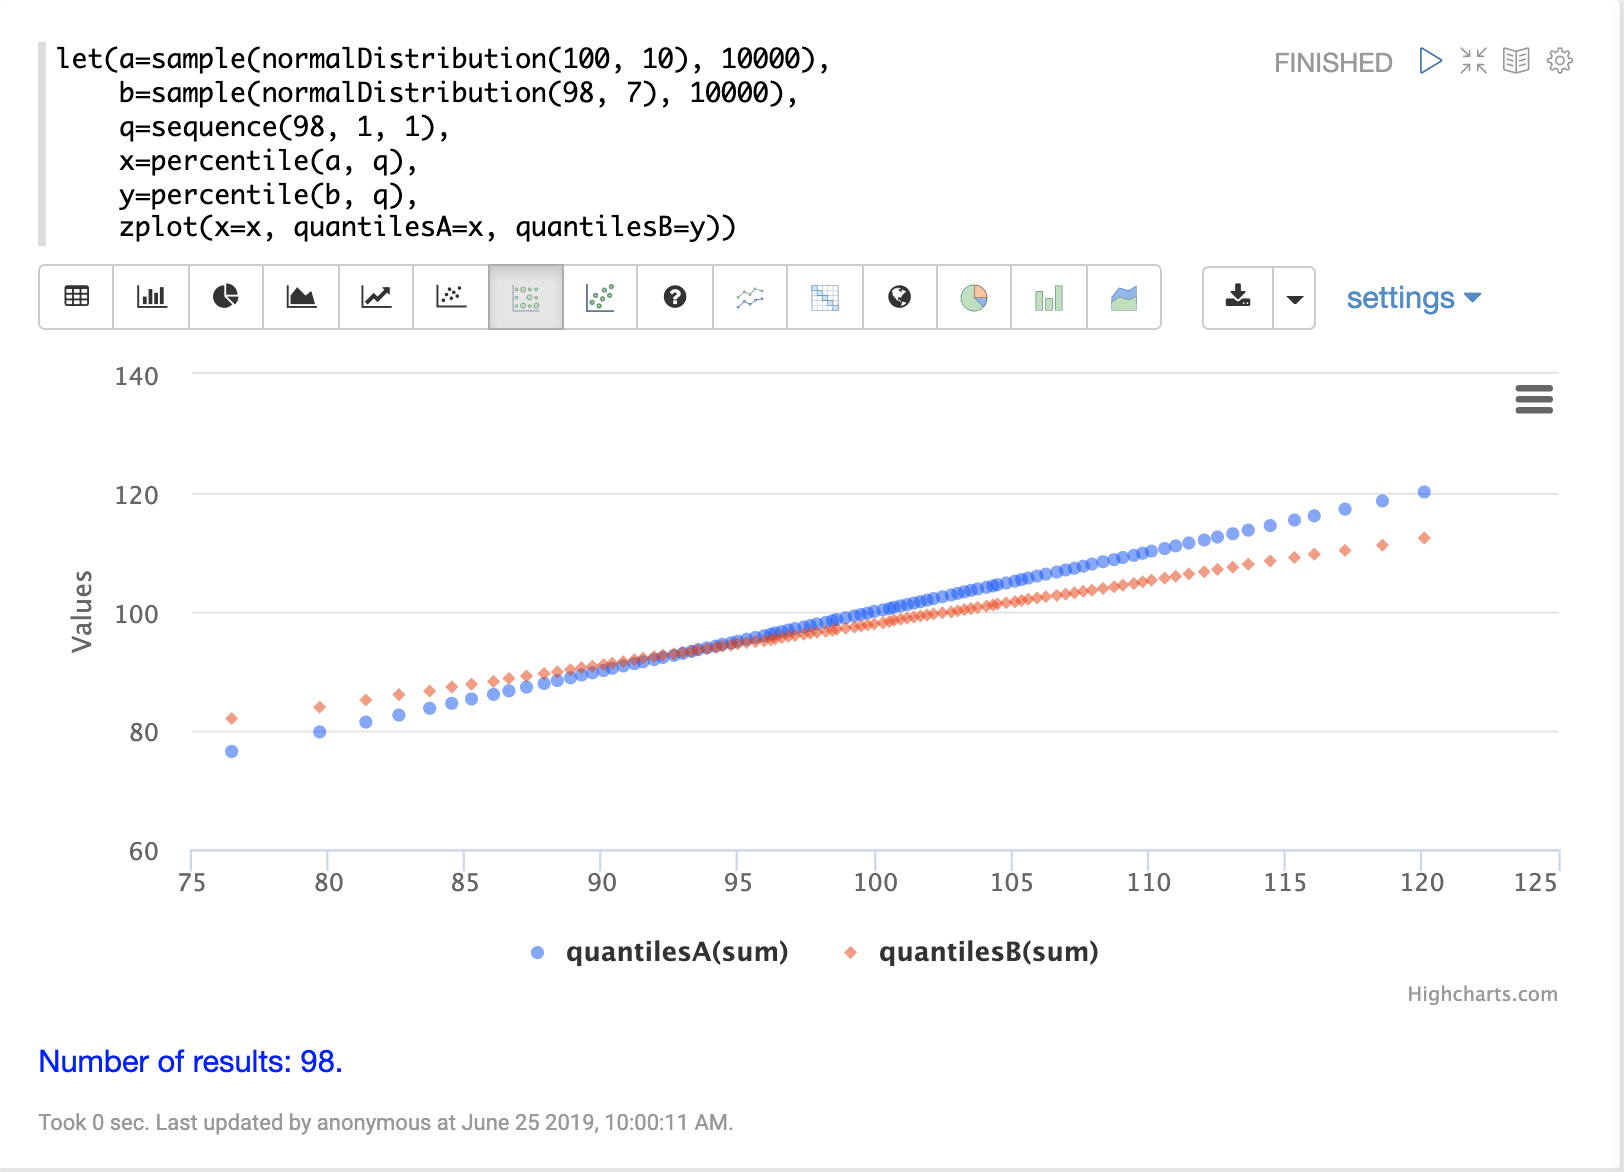 let(a=sample(normalDistribution(100, 10), 10000),
b=sample(normalDistribution(98, 7), 10000),
q=sequence(98, 1, 1),
x=percentile(a, q),
y=percentile(b, q),
zplot(x=x, quantilesA=x, quantilesB=y))
FINISHED
settings
140
120
100
80
60
Values
75 80 85 90 95 100 105 110 115 120 125
quantilesA(sum) quantilesB(sum)
Highcharts.com
Number of results: 98.
Took 0 sec. Last updated by anonymous at June 25 2019, 10:00:11 AM.